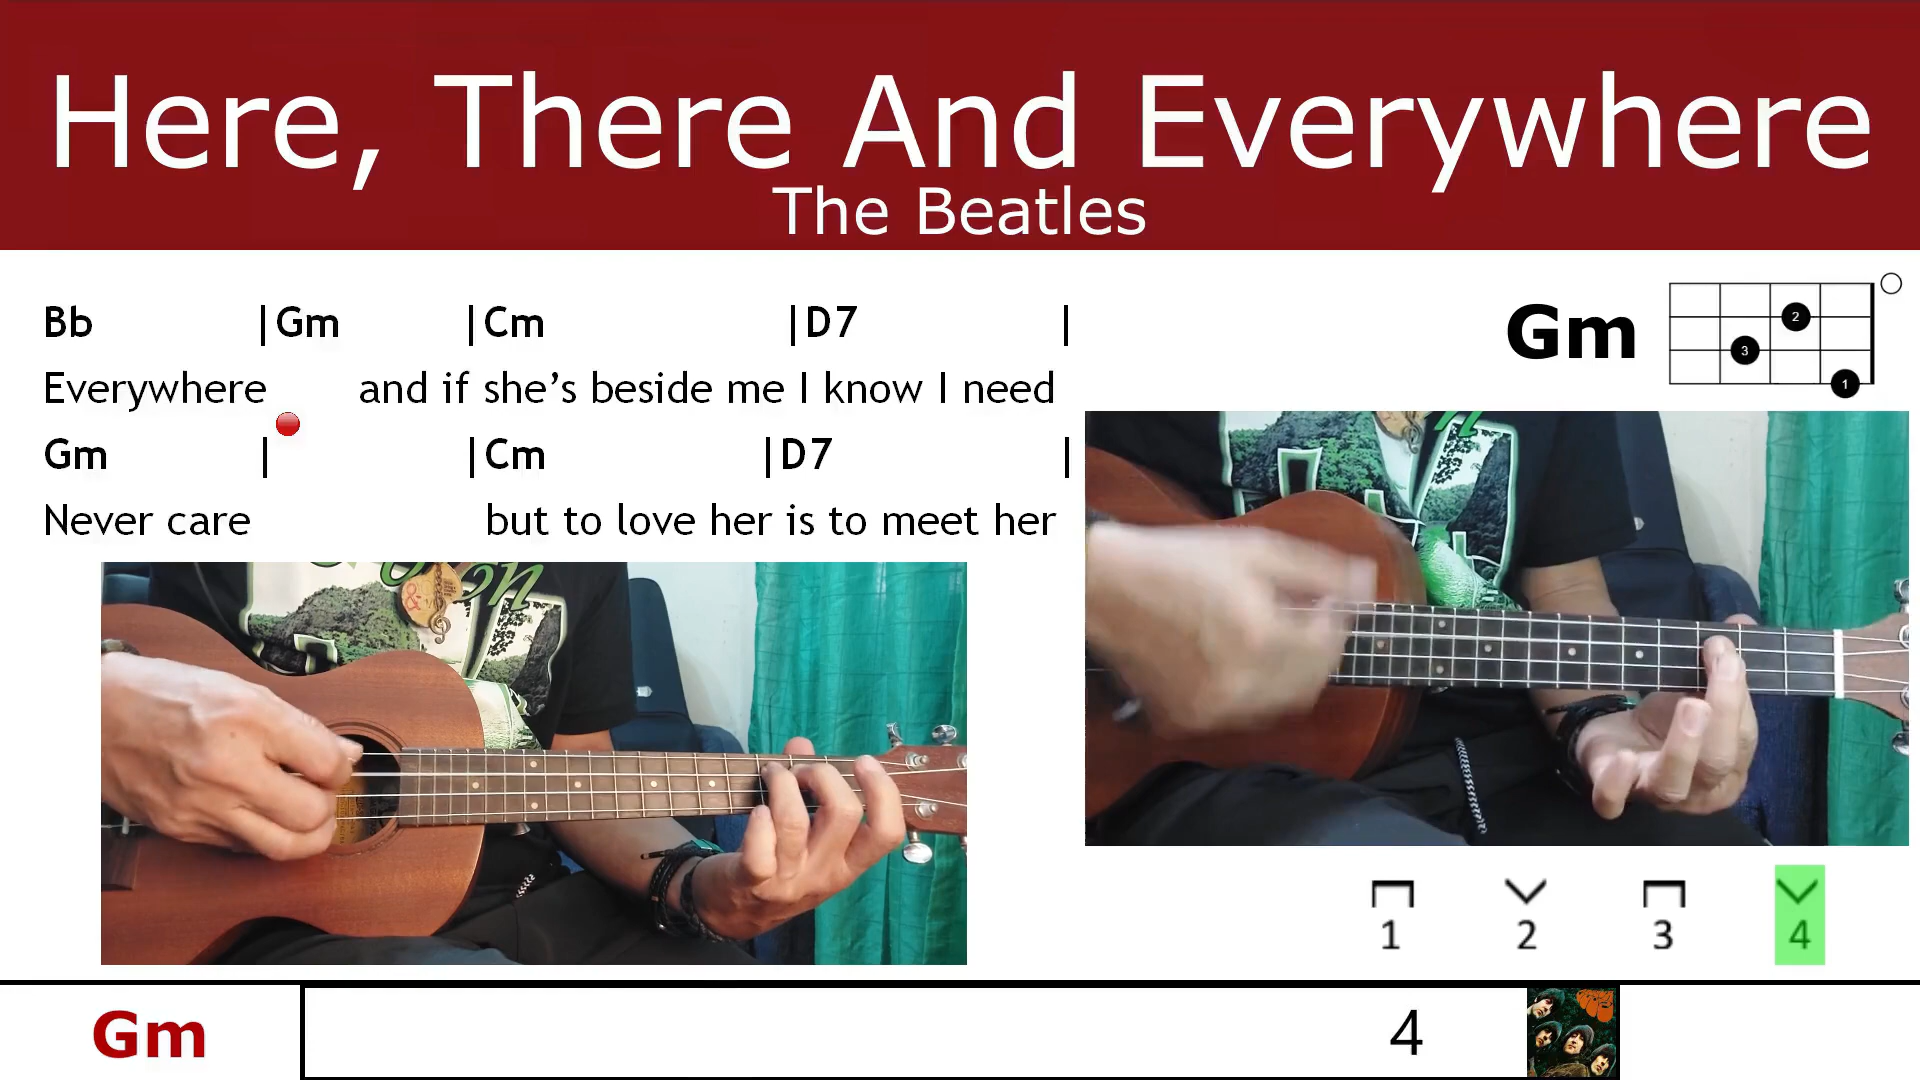 Here, There And Everywhere
The Beatles
Bb |Gm |Cm |D7 |
Everywhere and if she’s beside me I know I need
Gm | |Cm |D7 |
Never care but to love her is to meet her
Gm
2
3
1
1 2 3 4
Gm 4